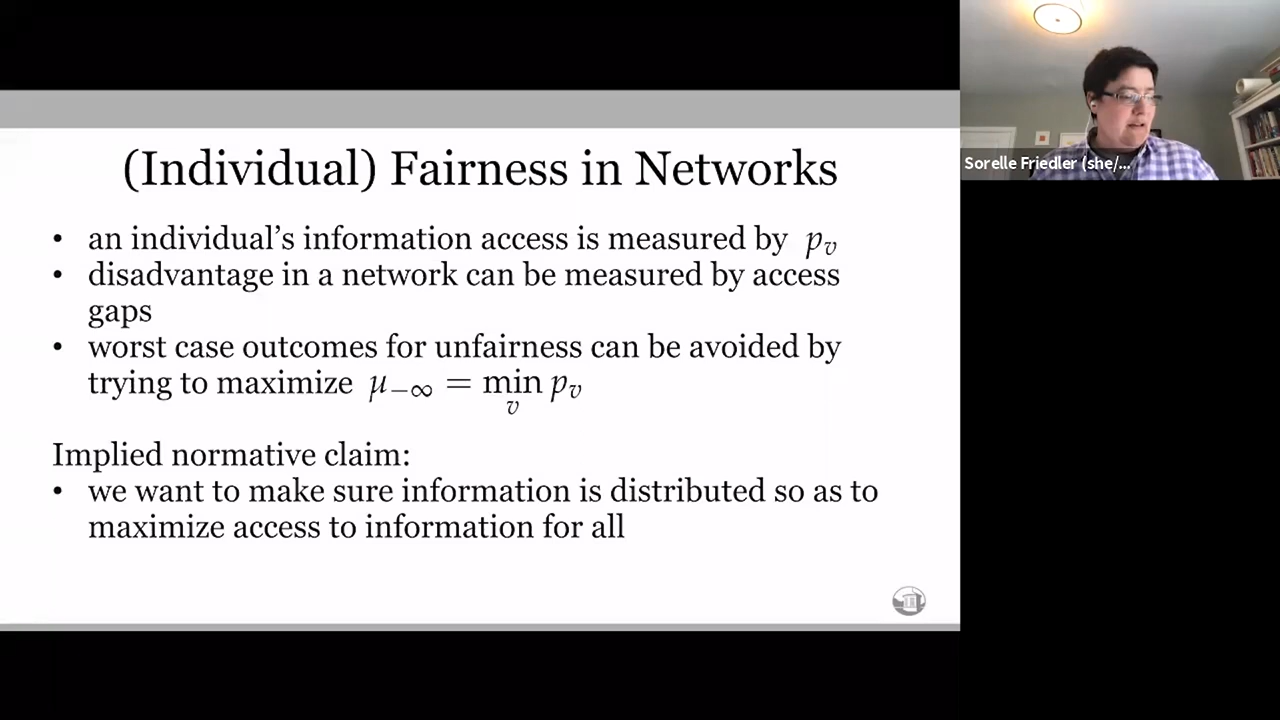 (Individual) Fairness in Networks
• an individual's information access is measured by p_v
• disadvantage in a network can be measured by access
gaps
• worst case outcomes for unfairness can be avoided by
trying to maximize μ_{−∞} = min_v p_v
Implied normative claim:
• we want to make sure information is distributed so as to
maximize access to information for all
Sorelle Friedler (she/...